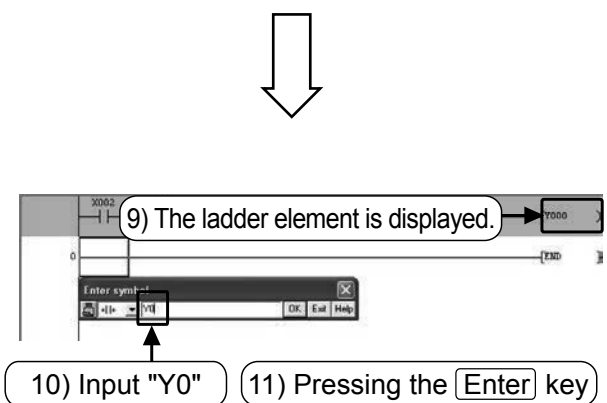 X002
9) The ladder element is displayed.
Y000
0
END
Enter symbol
Y0
OK Exit Help
10) Input "Y0" 11) Pressing the Enter key